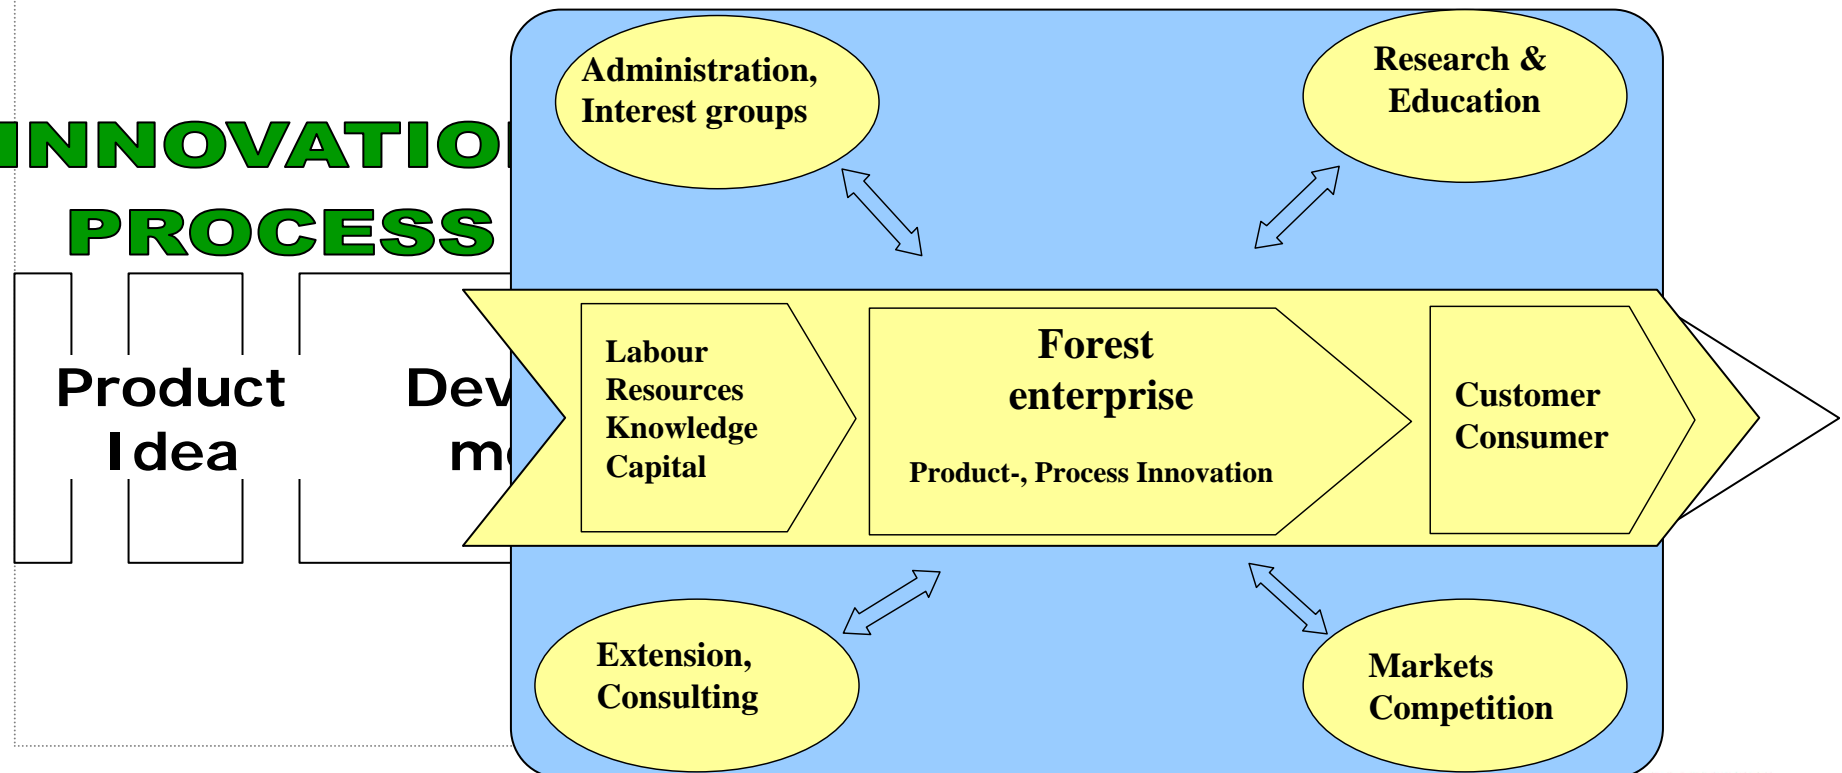 INNOVATIO
PROCESS
Product
Idea
Dev
Administration,
Interest groups
Research &
Education
Labour
Resources
Knowledge
Capital
Forest
enterprise
Product-, Process Innovation
Customer
Consumer
Extension,
Consulting
Markets
Competition